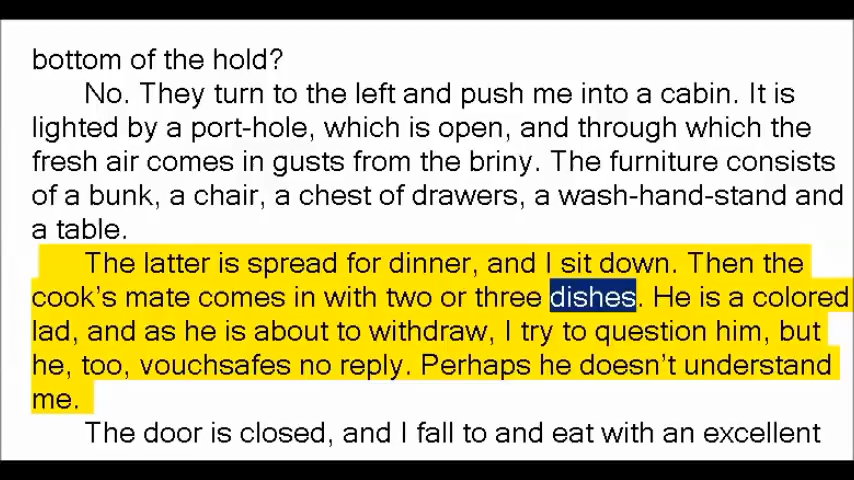 bottom of the hold?
No. They turn to the left and push me into a cabin. It is
lighted by a port-hole, which is open, and through which the
fresh air comes in gusts from the briny. The furniture consists
of a bunk, a chair, a chest of drawers, a wash-hand-stand and
a table.
The latter is spread for dinner, and I sit down. Then the
cook’s mate comes in with two or three dishes. He is a colored
lad, and as he is about to withdraw, I try to question him, but
he, too, vouchsafes no reply. Perhaps he doesn’t understand
me.
The door is closed, and I fall to and eat with an excellent